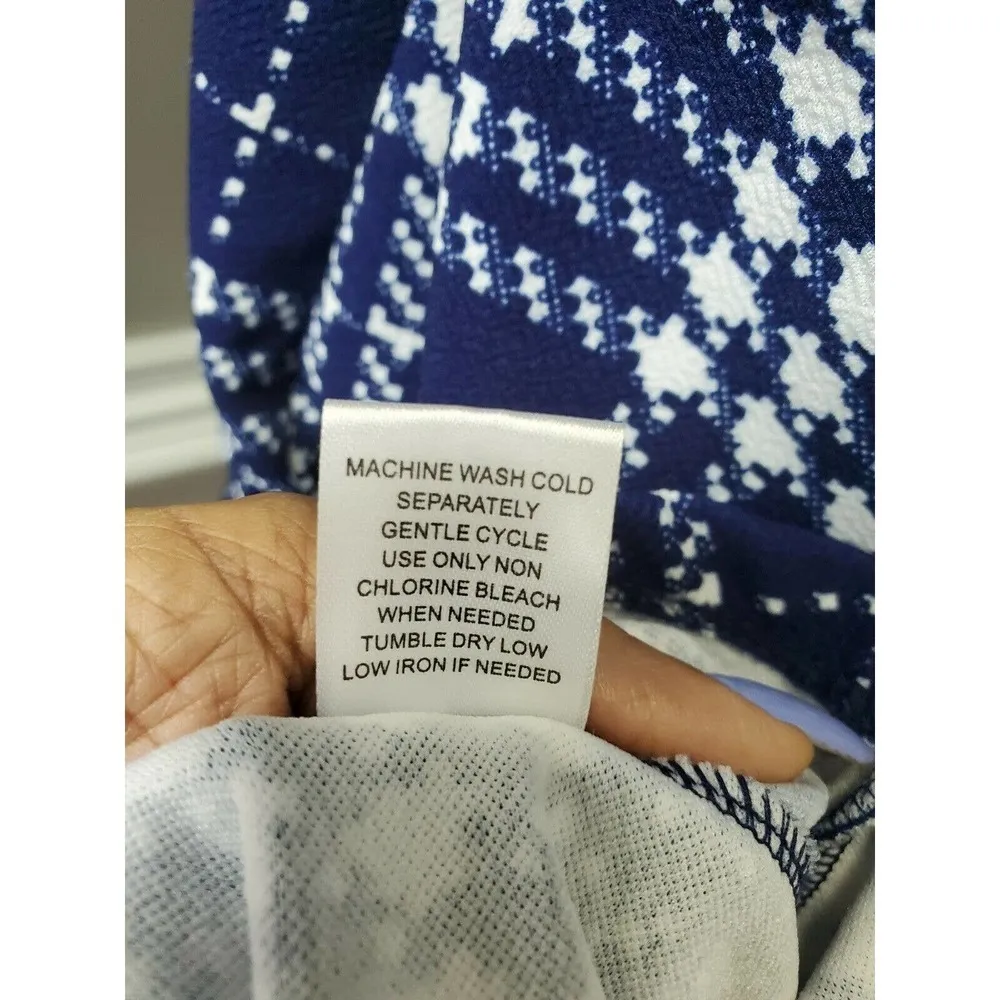 MACHINE WASH COLD
SEPARATELY
GENTLE CYCLE
USE ONLY NON
CHLORINE BLEACH
WHEN NEEDED
TUMBLE DRY LOW
LOW IRON IF NEEDED